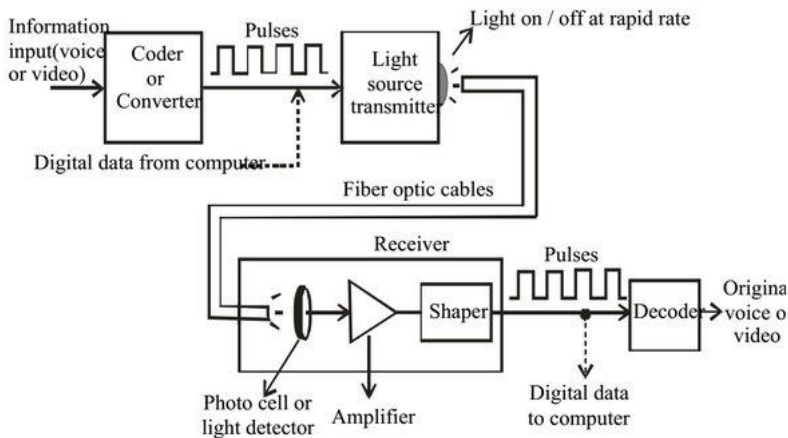 Information
input(voice
or video)
Coder
or
Converter
Pulses
Light
source
transmitter
Light on / off at rapid rate
Digital data from computer
Fiber optic cables
Receiver
Shaper
Pulses
Decoder
Origina
voice o
video
Photo cell or
light detector
Amplifier
Digital data
to computer